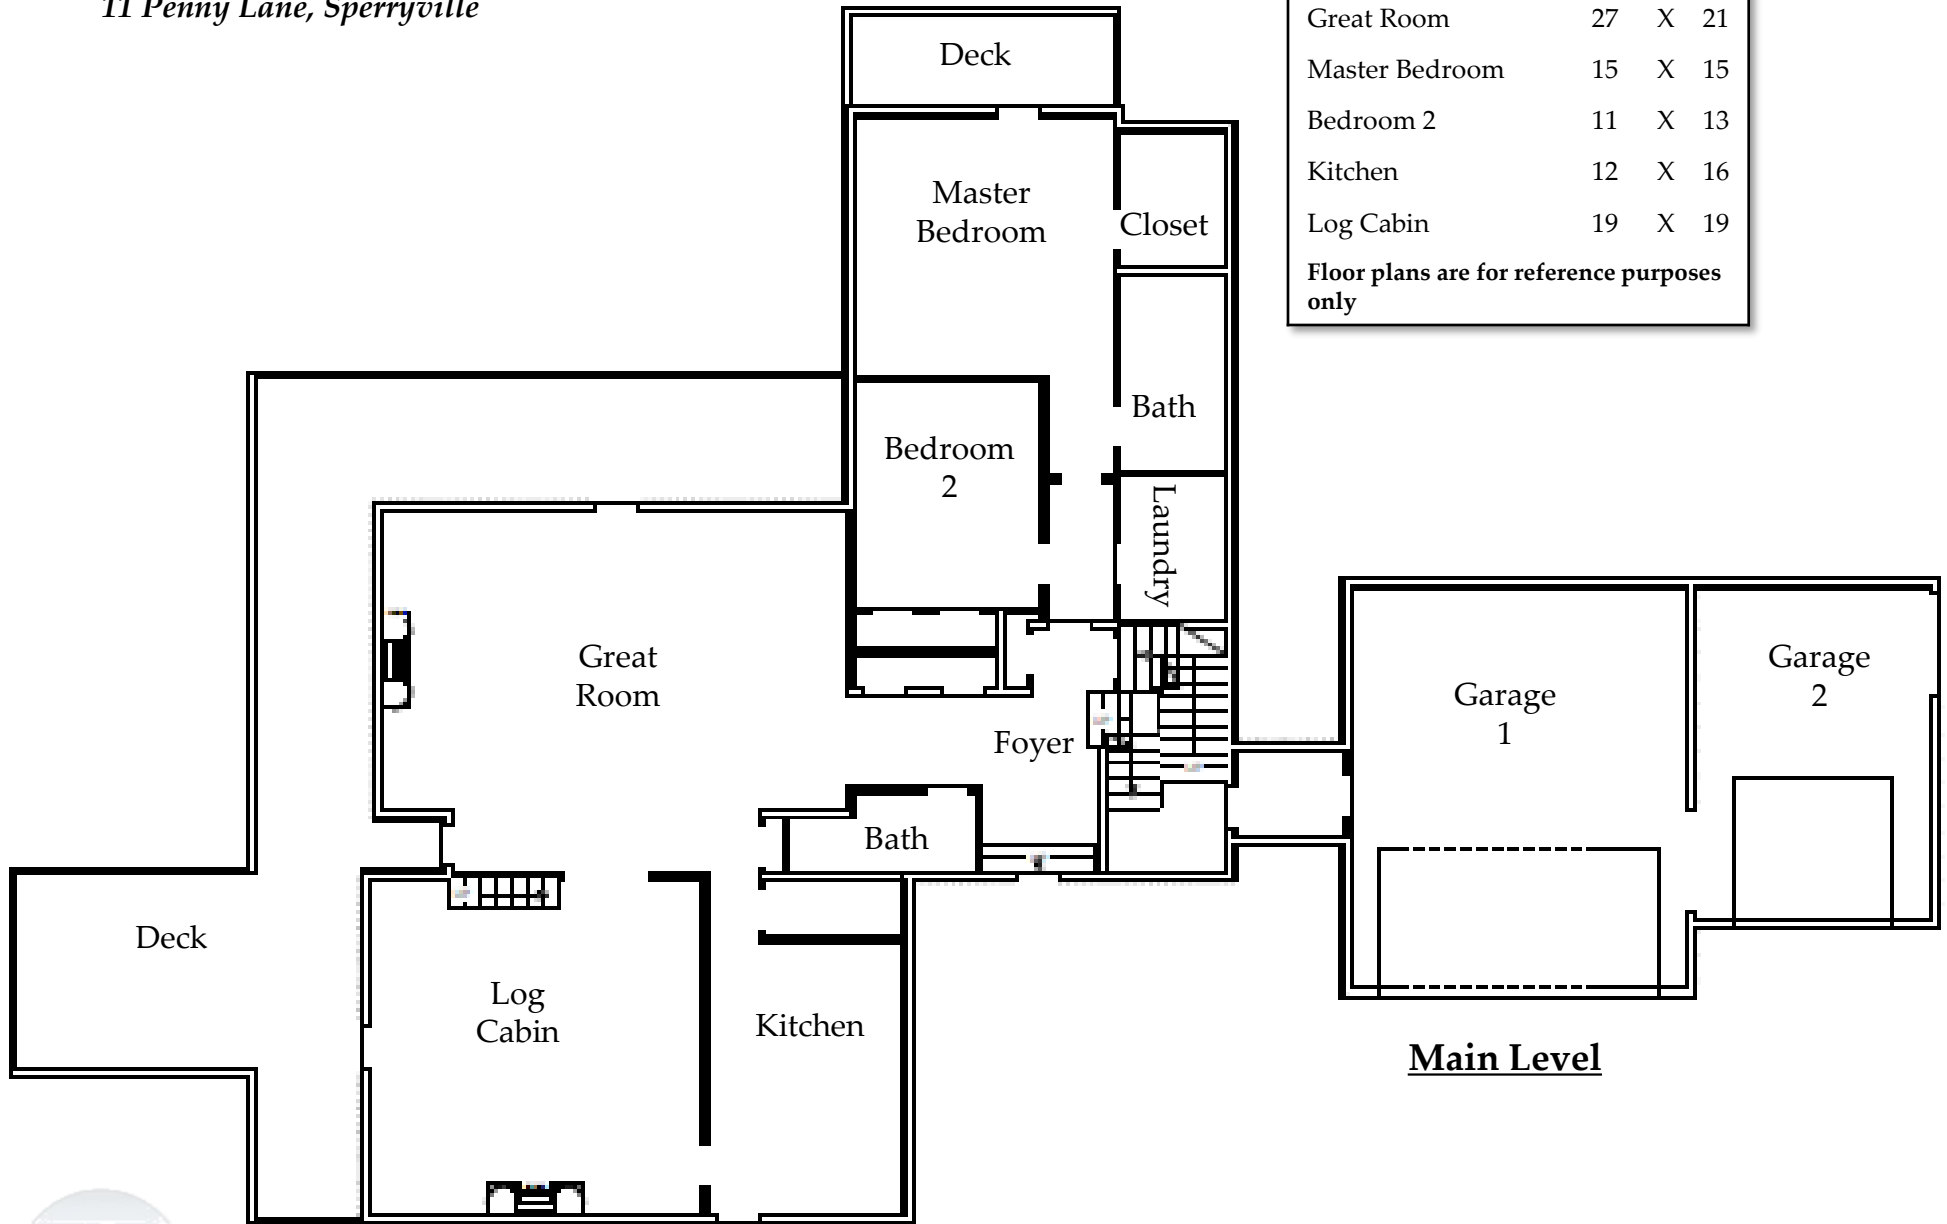 11 Penny Lane, Sperryville
Great Room 27 X 21
Master Bedroom 15 X 15
Bedroom 2 11 X 13
Kitchen 12 X 16
Log Cabin 19 X 19
Floor plans are for reference purposes
only
Deck
Master
Bedroom
Closet
Bath
Bedroom
2
Laundry
Great
Room
Foyer
Garage
1
Garage
2
Bath
Deck
Log
Cabin
Kitchen
Main Level